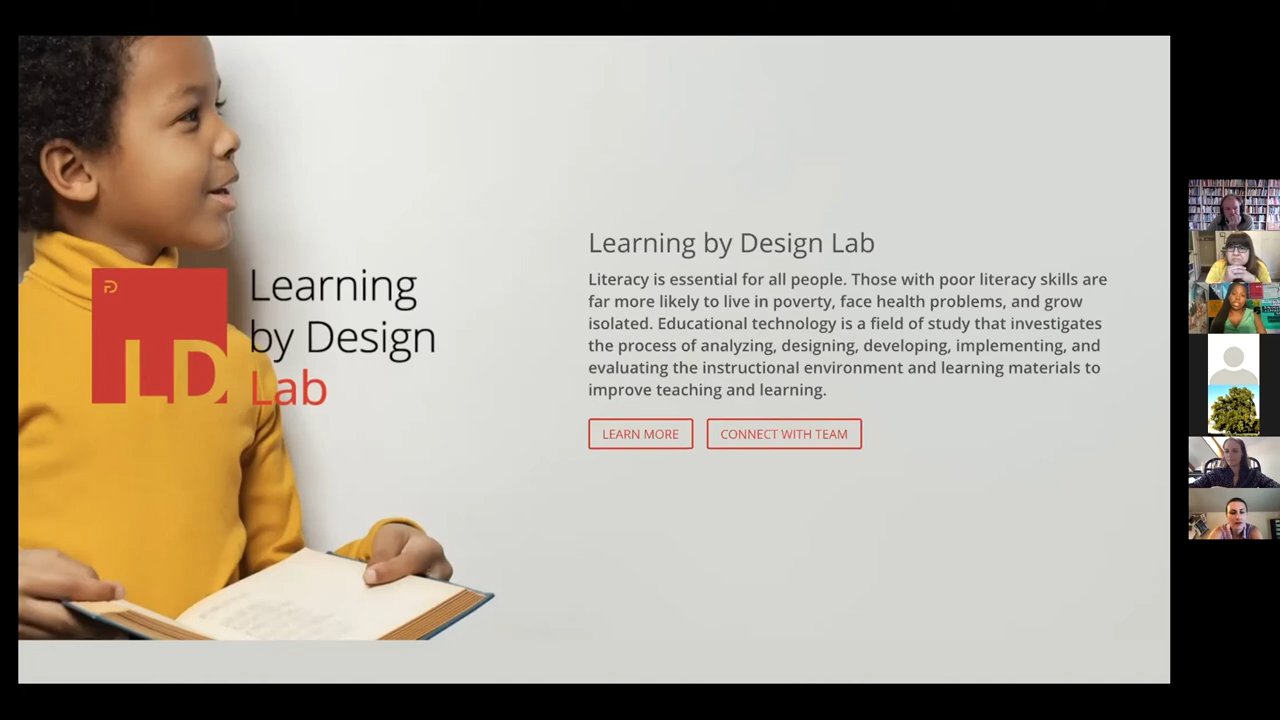 Learning
by Design
Lab
LD
Learning by Design Lab
Literacy is essential for all people. Those with poor literacy skills are
far more likely to live in poverty, face health problems, and grow
isolated. Educational technology is a field of study that investigates
the process of analyzing, designing, developing, implementing, and
evaluating the instructional environment and learning materials to
improve teaching and learning.
LEARN MORE
CONNECT WITH TEAM